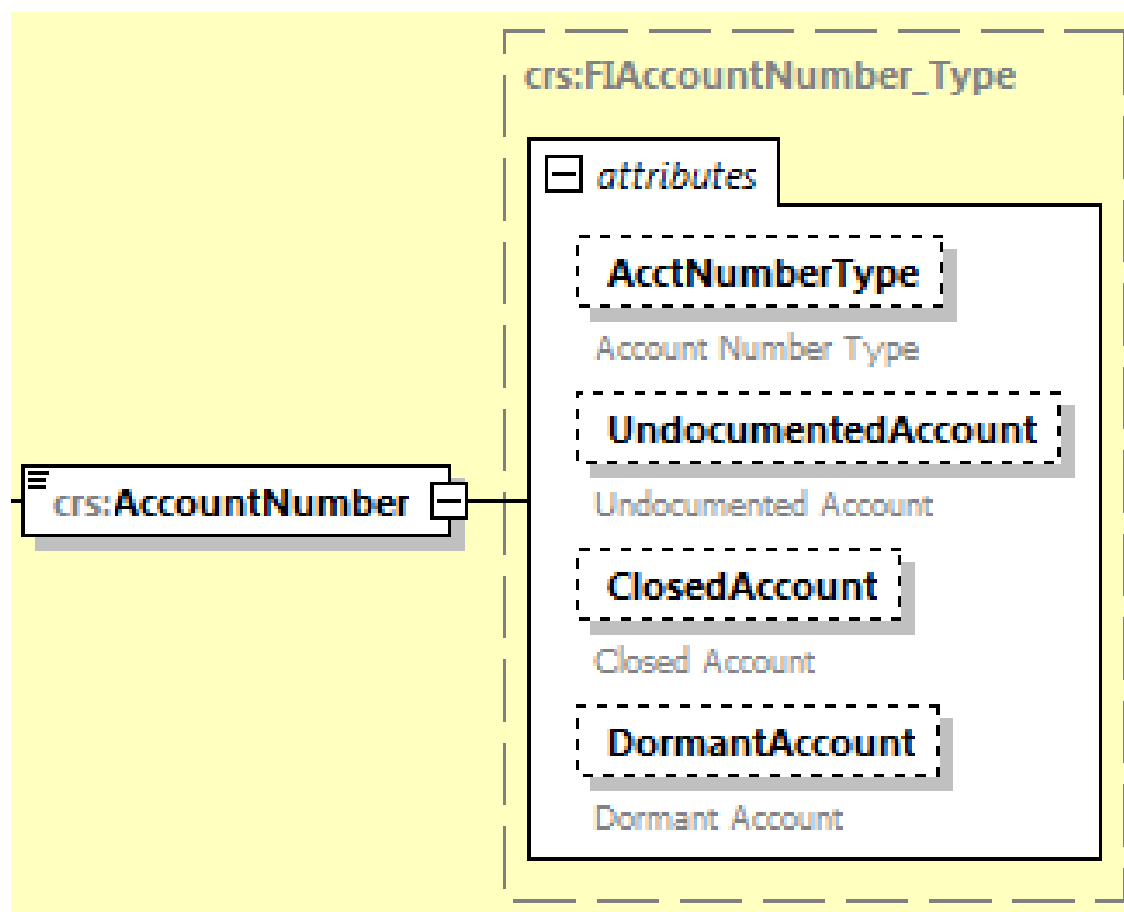 crs:FIAccountNumber_Type
attributes
AcctNumberType
Account Number Type
UndocumentedAccount
Undocumented Account
crs:AccountNumber
ClosedAccount
Closed Account
DormantAccount
Dormant Account